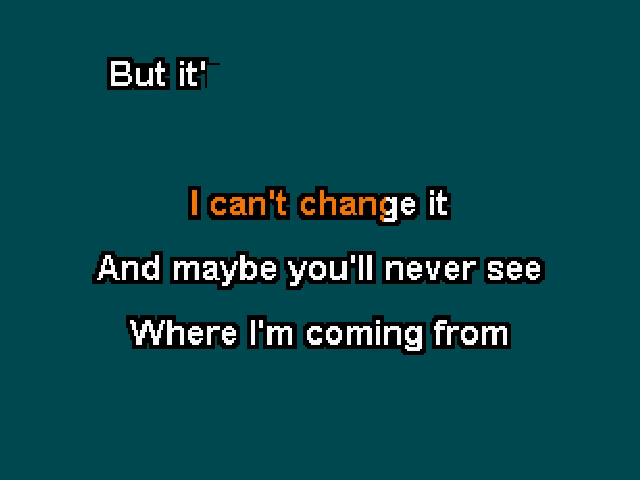 But it'
I can't change it
And maybe you'll never see
Where I'm coming from